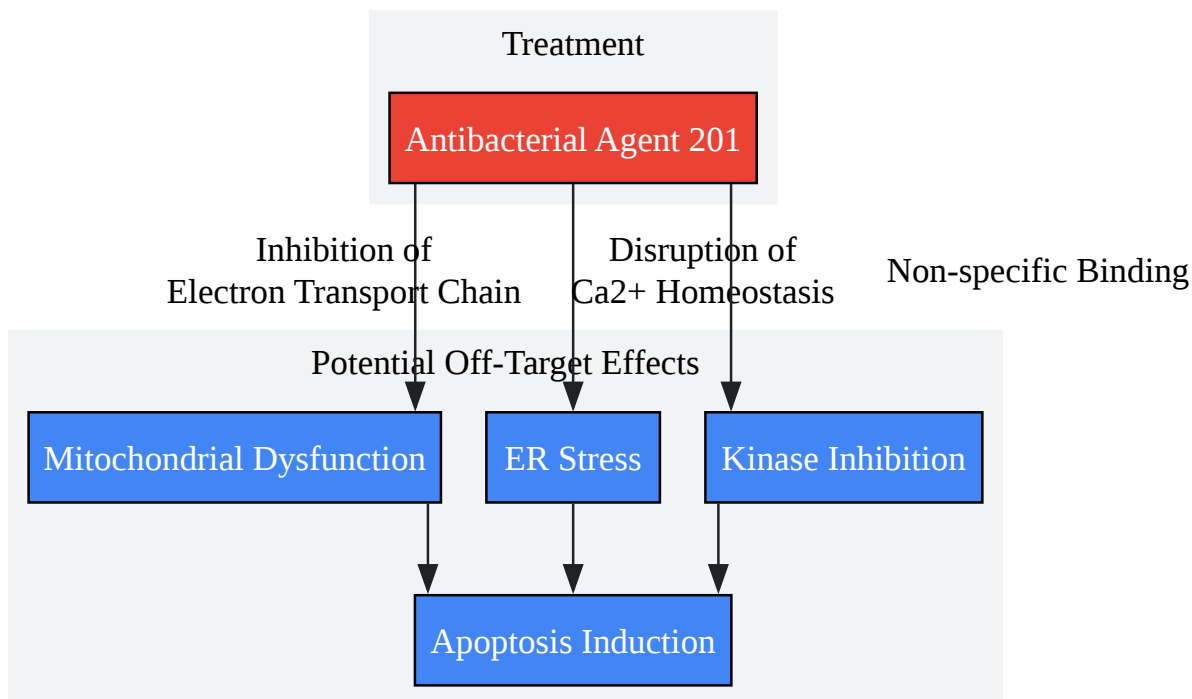 Treatment
Antibacterial Agent 201
Inhibition of
Electron Transport Chain
Disruption of
Ca2+ Homeostasis
Non-specific Binding
Potential Off-Target Effects
Mitochondrial Dysfunction
ER Stress
Kinase Inhibition
Apoptosis Induction